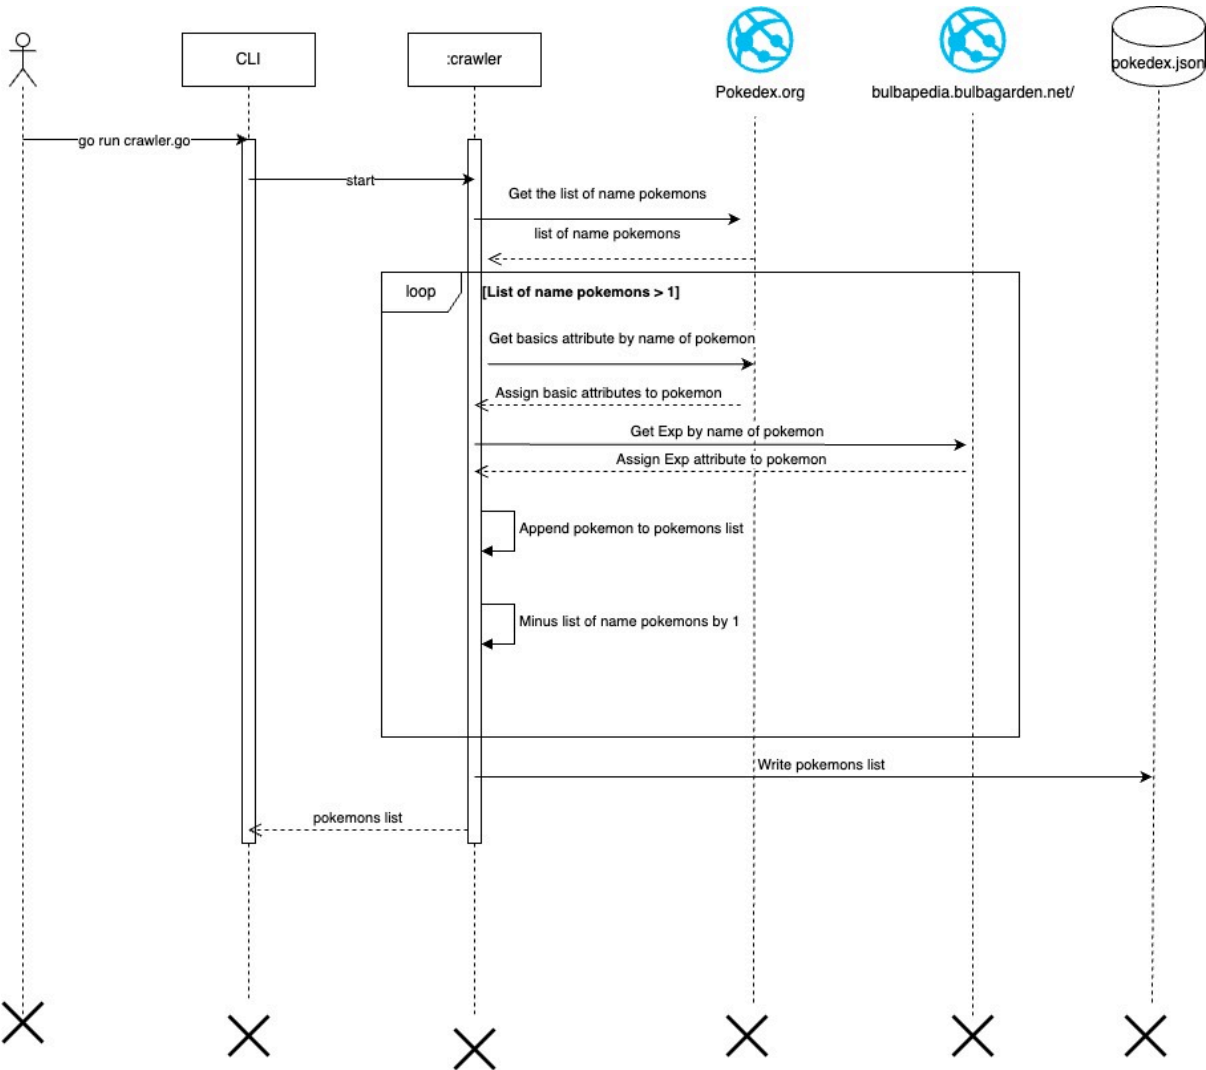 CLI
:crawler
Pokedex.org
bulbapedia.bulbagarden.net/
pokedex.json
go run crawler.go
start
Get the list of name pokemons
list of name pokemons
loop
[List of name pokemons > 1]
Get basics attribute by name of pokemon
Assign basic attributes to pokemon
Get Exp by name of pokemon
Assign Exp attribute to pokemon
Append pokemon to pokemons list
Minus list of name pokemons by 1
Write pokemons list
pokemons list